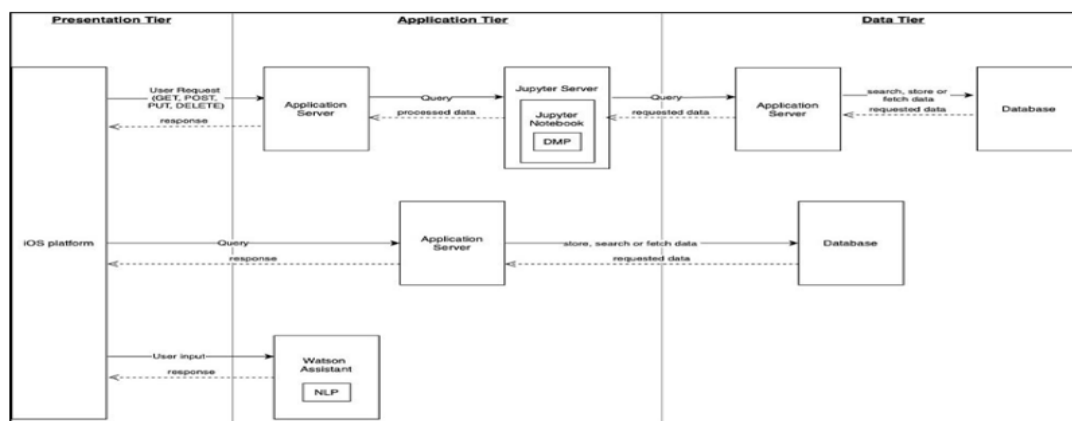 Presentation Tier
Application Tier
Data Tier
User Request
(GET, POST,
PUT, DELETE)
response
Application
Server
Query
processed data
Jupyter Server
Jupyter
Notebook
DMP
Query
requested data
Application
Server
search, store or
fetch data
requested data
Database
iOS platform
Query
response
Application
Server
store, search or fetch data
requested data
Database
User input
response
Watson
Assistant
NLP